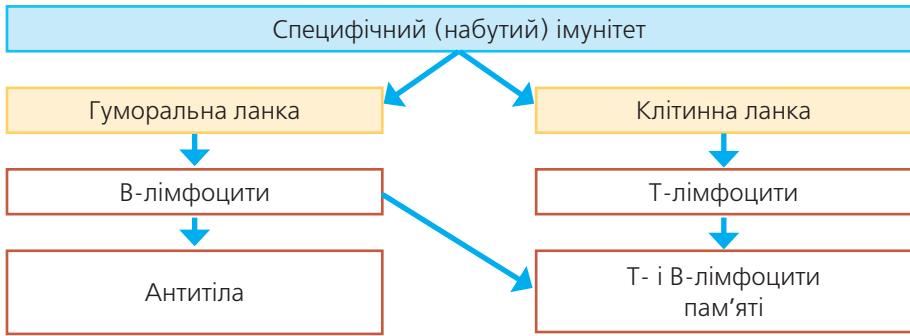 Специфічний (набутий) імунітет
Гуморальна ланка
Клітинна ланка
В-лімфоцити
Т-лімфоцити
Антитіла
Т- і В-лімфоцити
пам’яті